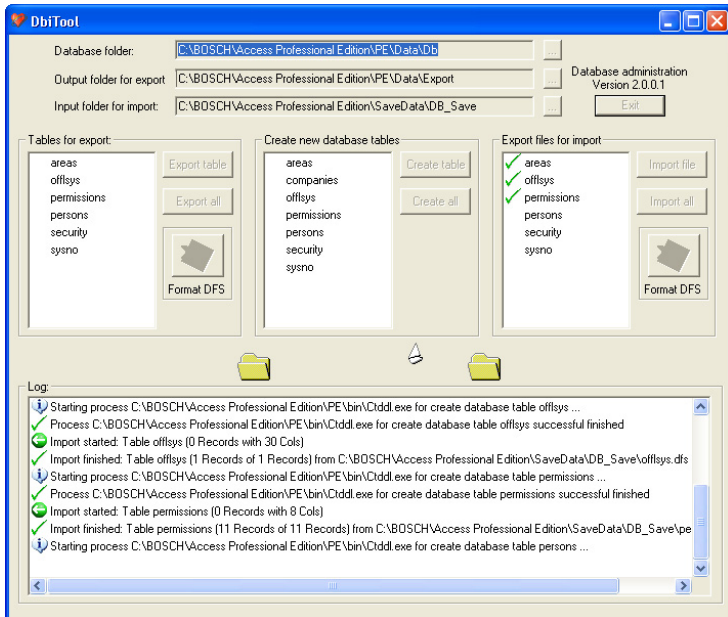 DbiTool
Database folder:
C:\BOSCH\Access Professional Edition\PE\Data\Db
...
Output folder for export
C:\BOSCH\Access Professional Edition\PE\Data\Export
...
Database administration
Version 2.0.0.1
Input folder for import:
C:\BOSCH\Access Professional Edition\SaveData\DB_Save
...
Exit
Tables for export:
areas
offlsys
permissions
persons
security
sysno
Export table
Export all
Format DFS
Create new database tables
areas
companies
offlsys
permissions
persons
security
sysno
Create table
Create all
Export files for import
areas
offlsys
permissions
persons
security
sysno
Import file
Import all
Format DFS
Log:
Starting process C:\BOSCH\Access Professional Edition\PE\bin\Ctddl.exe for create database table offlsys ...
Process C:\BOSCH\Access Professional Edition\PE\bin\Ctddl.exe for create database table offlsys successful finished
Import started: Table offlsys (0 Records with 30 Cols)
Import finished: Table offlsys (1 Records of 1 Records) from C:\BOSCH\Access Professional Edition\SaveData\DB_Save\offlsys.dfs
Starting process C:\BOSCH\Access Professional Edition\PE\bin\Ctddl.exe for create database table permissions ...
Process C:\BOSCH\Access Professional Edition\PE\bin\Ctddl.exe for create database table permissions successful finished
Import started: Table permissions (0 Records with 8 Cols)
Import finished: Table permissions (11 Records of 11 Records) from C:\BOSCH\Access Professional Edition\SaveData\DB_Save\pe
Starting process C:\BOSCH\Access Professional Edition\PE\bin\Ctddl.exe for create database table persons ...